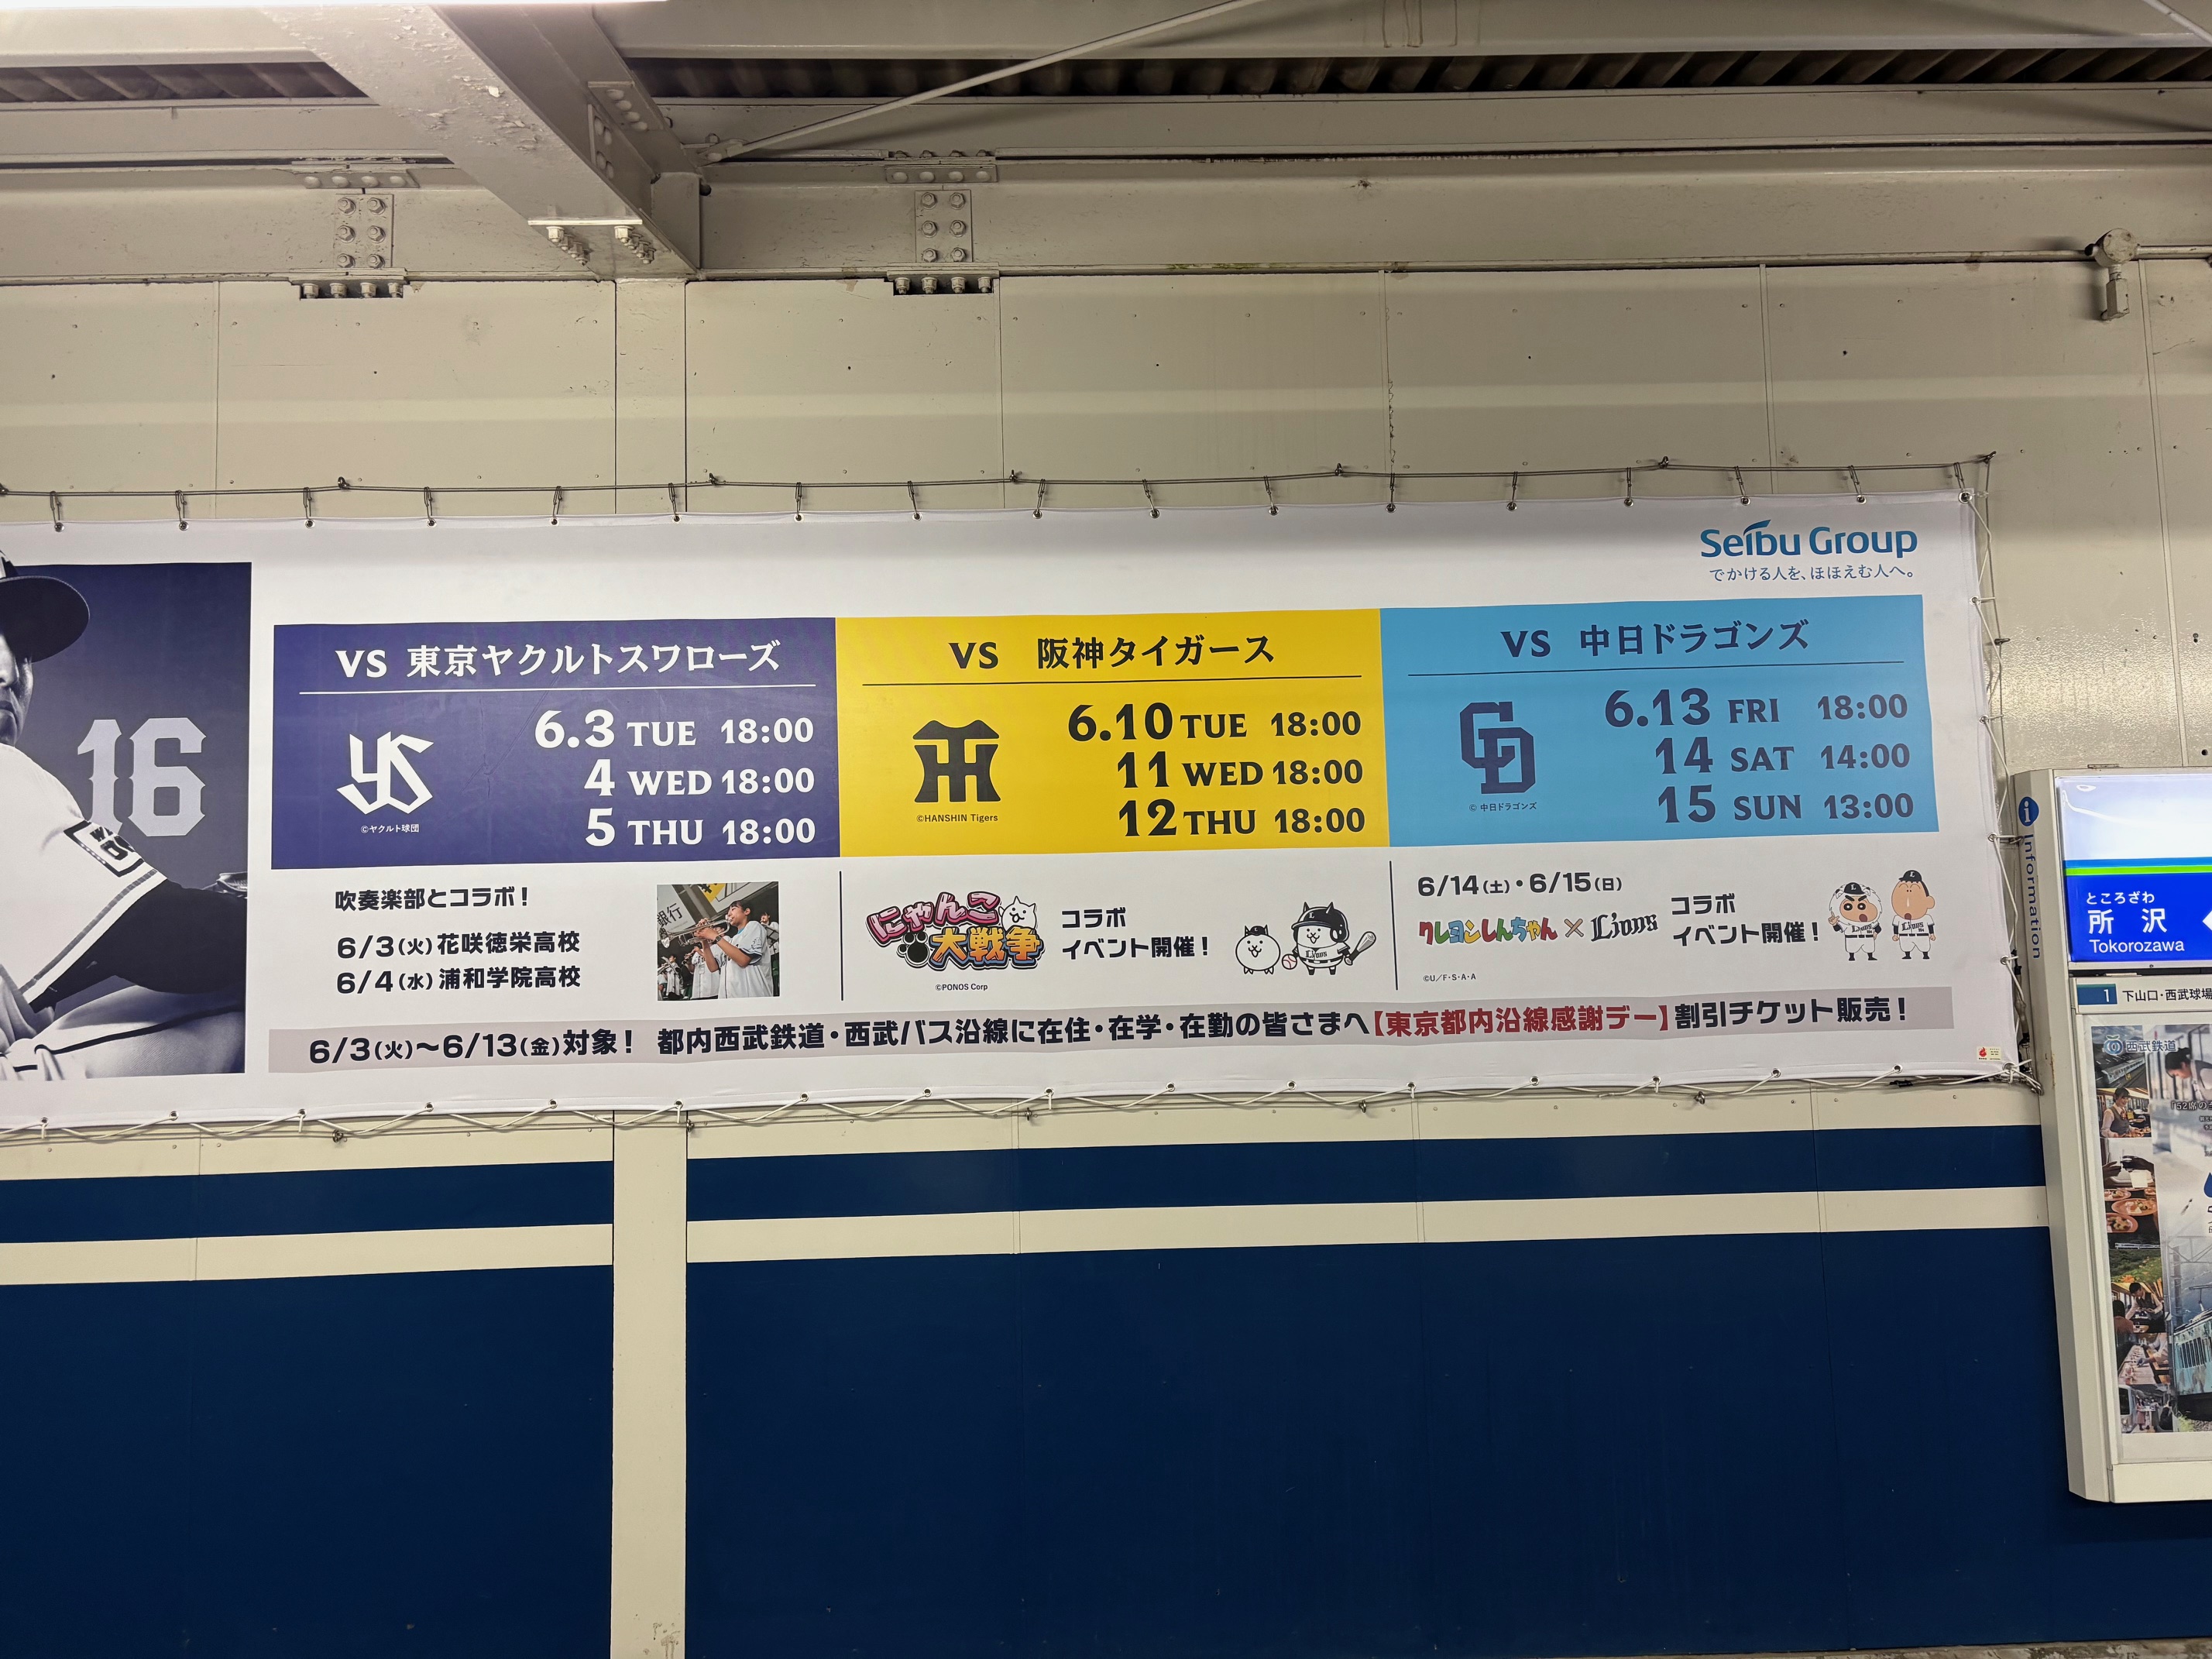 16
Seibu Group
でかける人を、ほほえむ人へ。
VS 東京ヤクルトスワローズ
YS
©ヤクルト球団
6.3 TUE 18:00
4 WED 18:00
5 THU 18:00
VS 阪神タイガース
©HANSHIN Tigers
6.10 TUE 18:00
11 WED 18:00
12 THU 18:00
VS 中日ドラゴンズ
CD
© 中日ドラゴンズ
6.13 FRI 18:00
14 SAT 14:00
15 SUN 13:00
吹奏楽部とコラボ!
6/3(火)花咲徳栄高校
6/4(水)浦和学院高校
銀行
にゃんこ
大戦争
©PONOS Corp
コラボ
イベント開催!
Lions
6/14(土)・6/15(日)
クレヨンしんちゃん×Lions
コラボ
イベント開催!
©U/F・S・A・A
6/3(火)~6/13(金)対象! 都内西武鉄道・西武バス沿線に在住・在学・在勤の皆さまへ【東京都内沿線感謝デー】割引チケット販売!
i Information
ところざわ
所沢
Tokorozawa
1 下山口・西武球場
西武鉄道